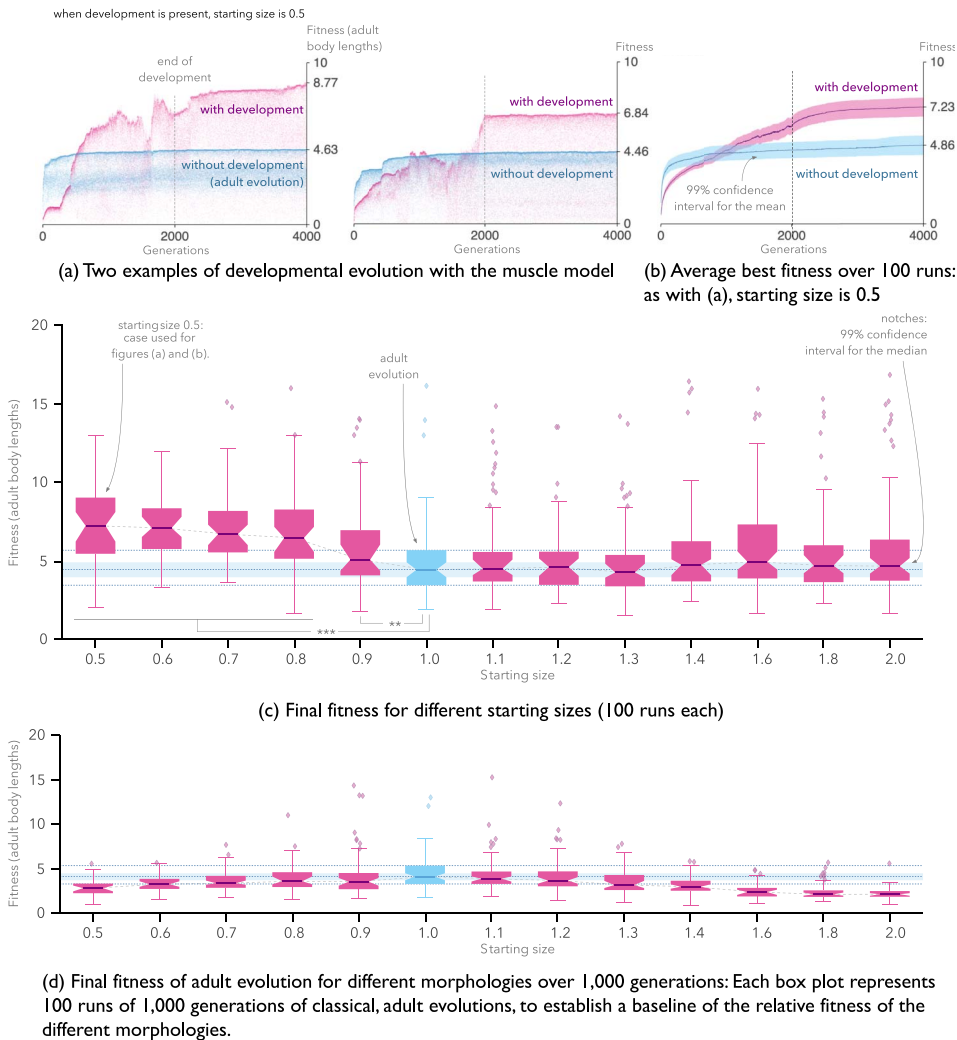 when development is present, starting size is 0.5
Fitness (adult
body lengths)
10
8.77
4.63
0
end of
development
with development
without development
(adult evolution)
0
2000
4000
Generations
Fitness
10
6.84
4.46
0
with development
without development
0
2000
4000
Generations
Fitness
10
7.23
4.86
0
with development
without development
99% confidence
interval for the mean
0
2000
4000
Generations
(a) Two examples of developmental evolution with the muscle model
(b) Average best fitness over 100 runs:
as with (a), starting size is 0.5
Fitness (adult body lengths)
20
15
10
5
0
starting size 0.5:
case used for
figures (a) and (b).
adult
evolution
notches:
99% confidence
interval for the median
***
**
0.5 0.6 0.7 0.8 0.9 1.0 1.1 1.2 1.3 1.4 1.6 1.8 2.0
Starting size
(c) Final fitness for different starting sizes (100 runs each)
Fitness (adult body lengths)
20
15
10
5
0
0.5 0.6 0.7 0.8 0.9 1.0 1.1 1.2 1.3 1.4 1.6 1.8 2.0
Starting size
(d) Final fitness of adult evolution for different morphologies over 1,000 generations: Each box plot represents
100 runs of 1,000 generations of classical, adult evolutions, to establish a baseline of the relative fitness of the
different morphologies.